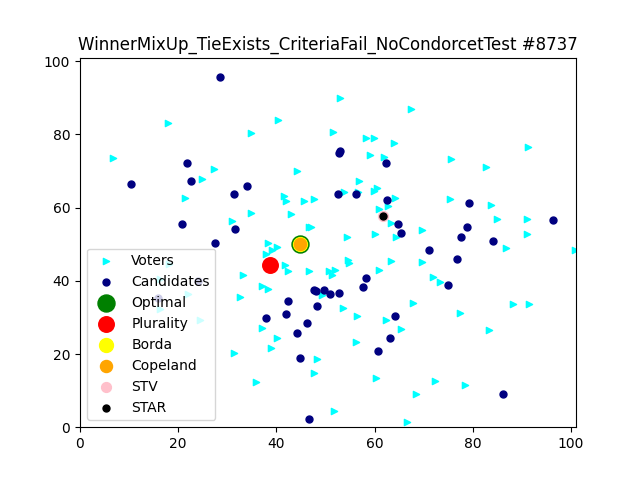 WinnerMixUp_TieExists_CriteriaFail_NoCondorcetTest #8737
100
80
60
40
20
0
Voters
Candidates
Optimal
Plurality
Borda
Copeland
STV
STAR
0 20 40 60 80 100